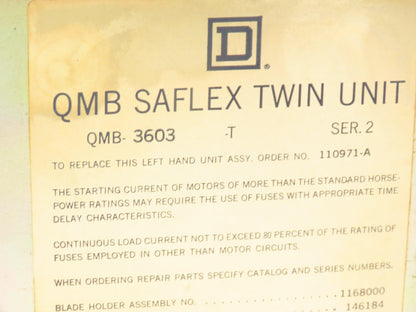 D
®
QMB SAFLEX TWIN UNIT
QMB- 3603 -T SER. 2
TO REPLACE THIS LEFT HAND UNIT ASSY. ORDER NO. 110971-A
THE STARTING CURRENT OF MOTORS OF MORE THAN THE STANDARD HORSE-
POWER RATINGS MAY REQUIRE THE USE OF FUSES WITH APPROPRIATE TIME
DELAY CHARACTERISTICS.
CONTINUOUS LOAD CURRENT NOT TO EXCEED 80 PERCENT OF THE RATING OF
FUSES EMPLOYED IN OTHER THAN MOTOR CIRCUITS.
WHEN ORDERING REPAIR PARTS SPECIFY CATALOG AND SERIES NUMBERS.
BLADE HOLDER ASSEMBLY NO. . . . . . . . . . . . . . . . 1168000
146184